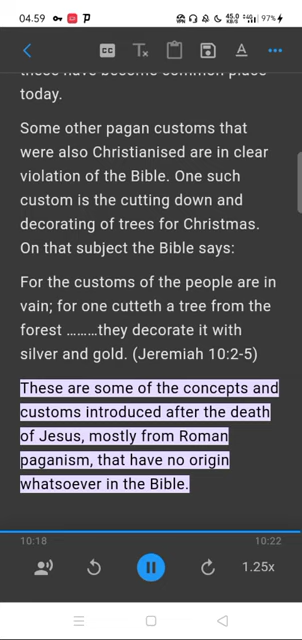 04.59
45.0
KB/S
4G
97%
CC
these have become common place
today.
Some other pagan customs that
were also Christianised are in clear
violation of the Bible. One such
custom is the cutting down and
decorating of trees for Christmas.
On that subject the Bible says:
For the customs of the people are in
vain; for one cutteth a tree from the
forest .........they decorate it with
silver and gold. (Jeremiah 10:2-5)
These are some of the concepts and
customs introduced after the death
of Jesus, mostly from Roman
paganism, that have no origin
whatsoever in the Bible.
10:18
10:22
1.25x